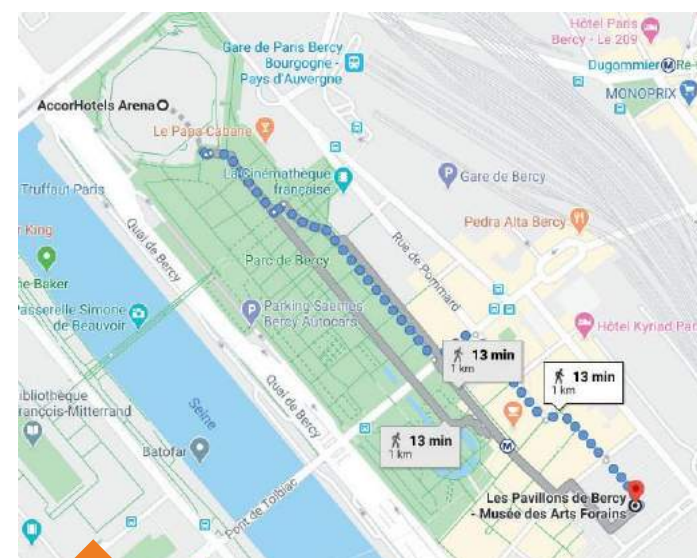 Hôtel Paris
Bercy - Le 209
Gare de Paris Bercy
Bourgogne -
Pays d'Auvergne
Dugommier
MONOPRIX
AccorHotels Arena
Le Papa Cabane
La Cinémathèque
française
Gare de Bercy
Truffaut Paris
King
Quai de Bercy
Parc de Bercy
Rue de Pommard
Pedra Alta Bercy
Baker
Passerelle Simone
de Beauvoir
Parking Saemes
Bercy Autocars
Hôtel Kyriad Par
13 min
1 km
13 min
1 km
Bibliothèque
François-Mitterrand
Seine
Quai de Bercy
13 min
1 km
Batofar
Pont de Tolbiac
Les Pavillons de Bercy
- Musée des Arts Forains